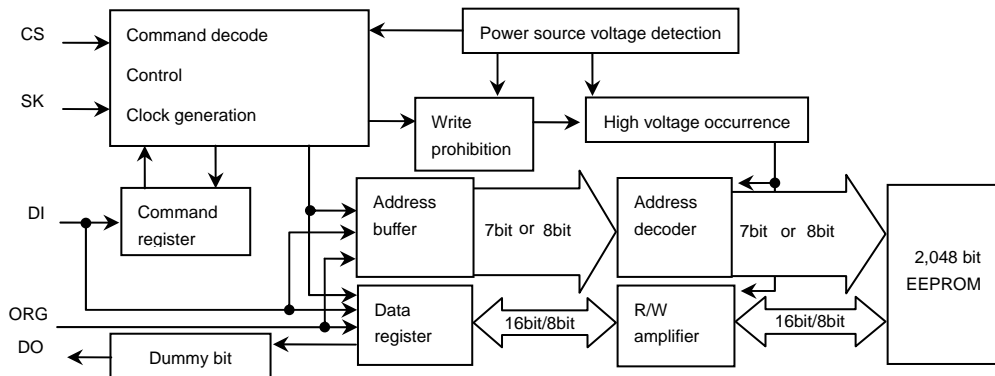 CS
Command decode
Power source voltage detection
Control
SK
Clock generation
Write
prohibition
High voltage occurrence
DI
Command
register
Address
buffer
7bit or 8bit
Address
decoder
7bit or 8bit
2,048 bit
EEPROM
ORG
Data
register
16bit/8bit
R/W
amplifier
16bit/8bit
DO
Dummy bit